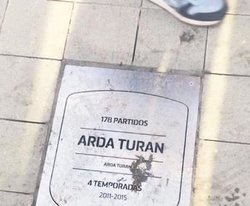 178 PARTIDOS
ARDA TURAN
ARDA TURAN
4 TEMPORADAS
2011-2015